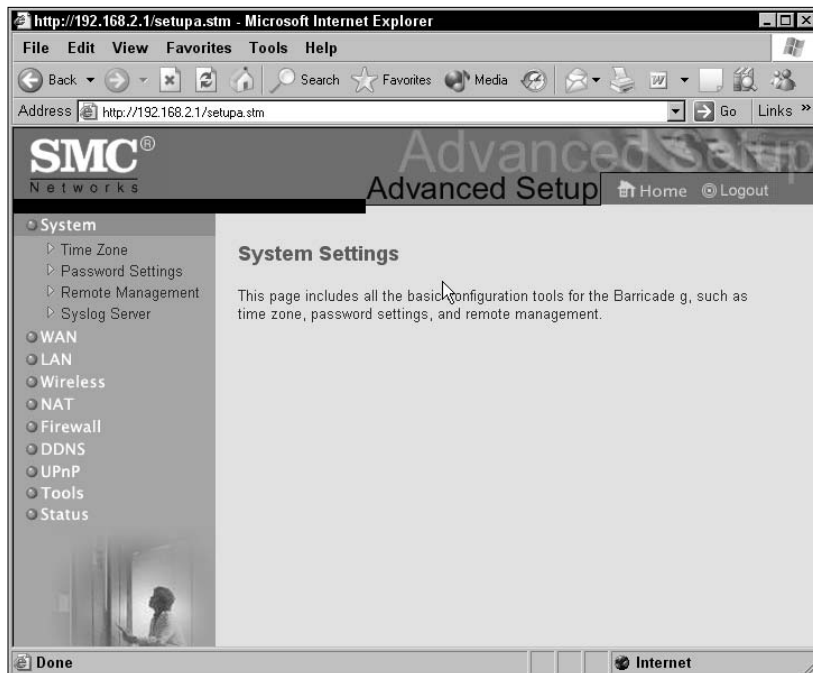 http://192.168.2.1/setupa.stm - Microsoft Internet Explorer
File Edit View Favorites Tools Help
Back Search Favorites Media
Address http://192.168.2.1/setupa.stm Go Links »
SMC®
Networks
Advanced Setup
Advanced Setup Home Logout
System
Time Zone
Password Settings
Remote Management
Syslog Server
WAN
LAN
Wireless
NAT
Firewall
DDNS
UPnP
Tools
Status
System Settings
This page includes all the basic configuration tools for the Barricade g, such as
time zone, password settings, and remote management.
Done Internet